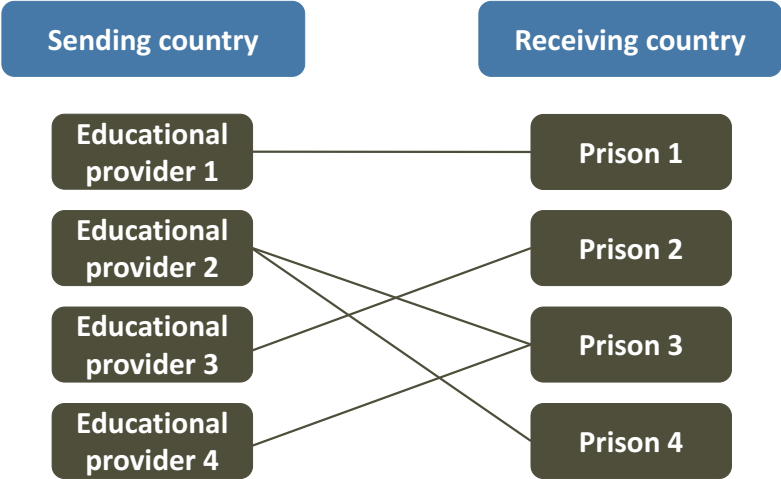 Sending country
Receiving country
Educational
provider 1
Prison 1
Educational
provider 2
Prison 2
Educational
provider 3
Prison 3
Educational
provider 4
Prison 4